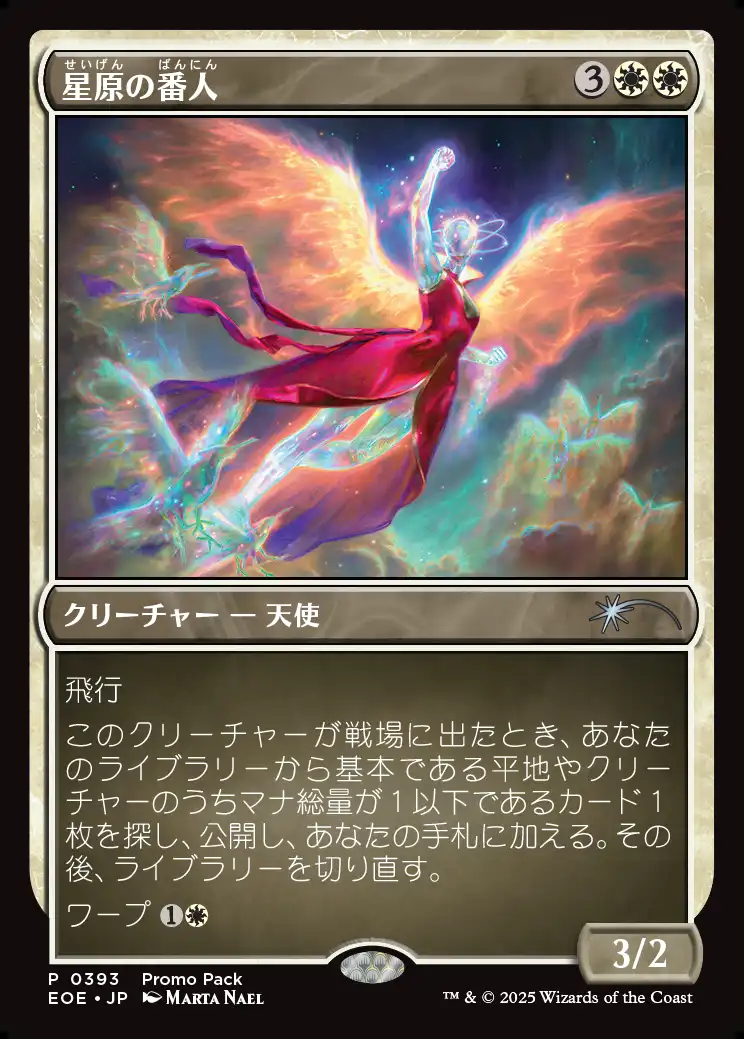 せいげん ばんにん
星原の番人 3
クリーチャー — 天使
飛行
このクリーチャーが戦場に出たとき、あなた
のライブラリーから基本である平地やクリー
チャーのうちマナ総量が1以下であるカード1
枚を探し、公開し、あなたの手札に加える。その
後、ライブラリーを切り直す。
ワープ 1
3/2
P 0393 Promo Pack
EOE • JP Marta Nael
™ & © 2025 Wizards of the Coast